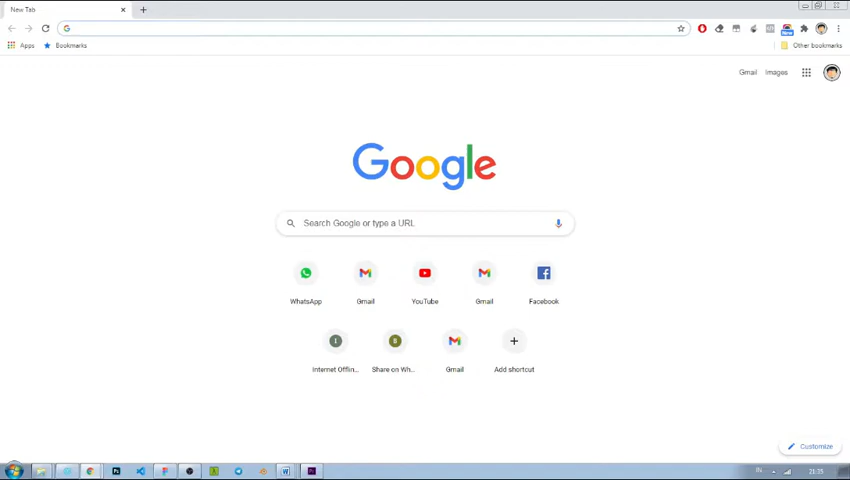 New Tab
Apps
Bookmarks
Other bookmarks
Gmail
Images
Google
Search Google or type a URL
WhatsApp
Gmail
YouTube
Gmail
Facebook
Internet Offlin...
Share on Wh...
Gmail
Add shortcut
Customize
IN
21:35